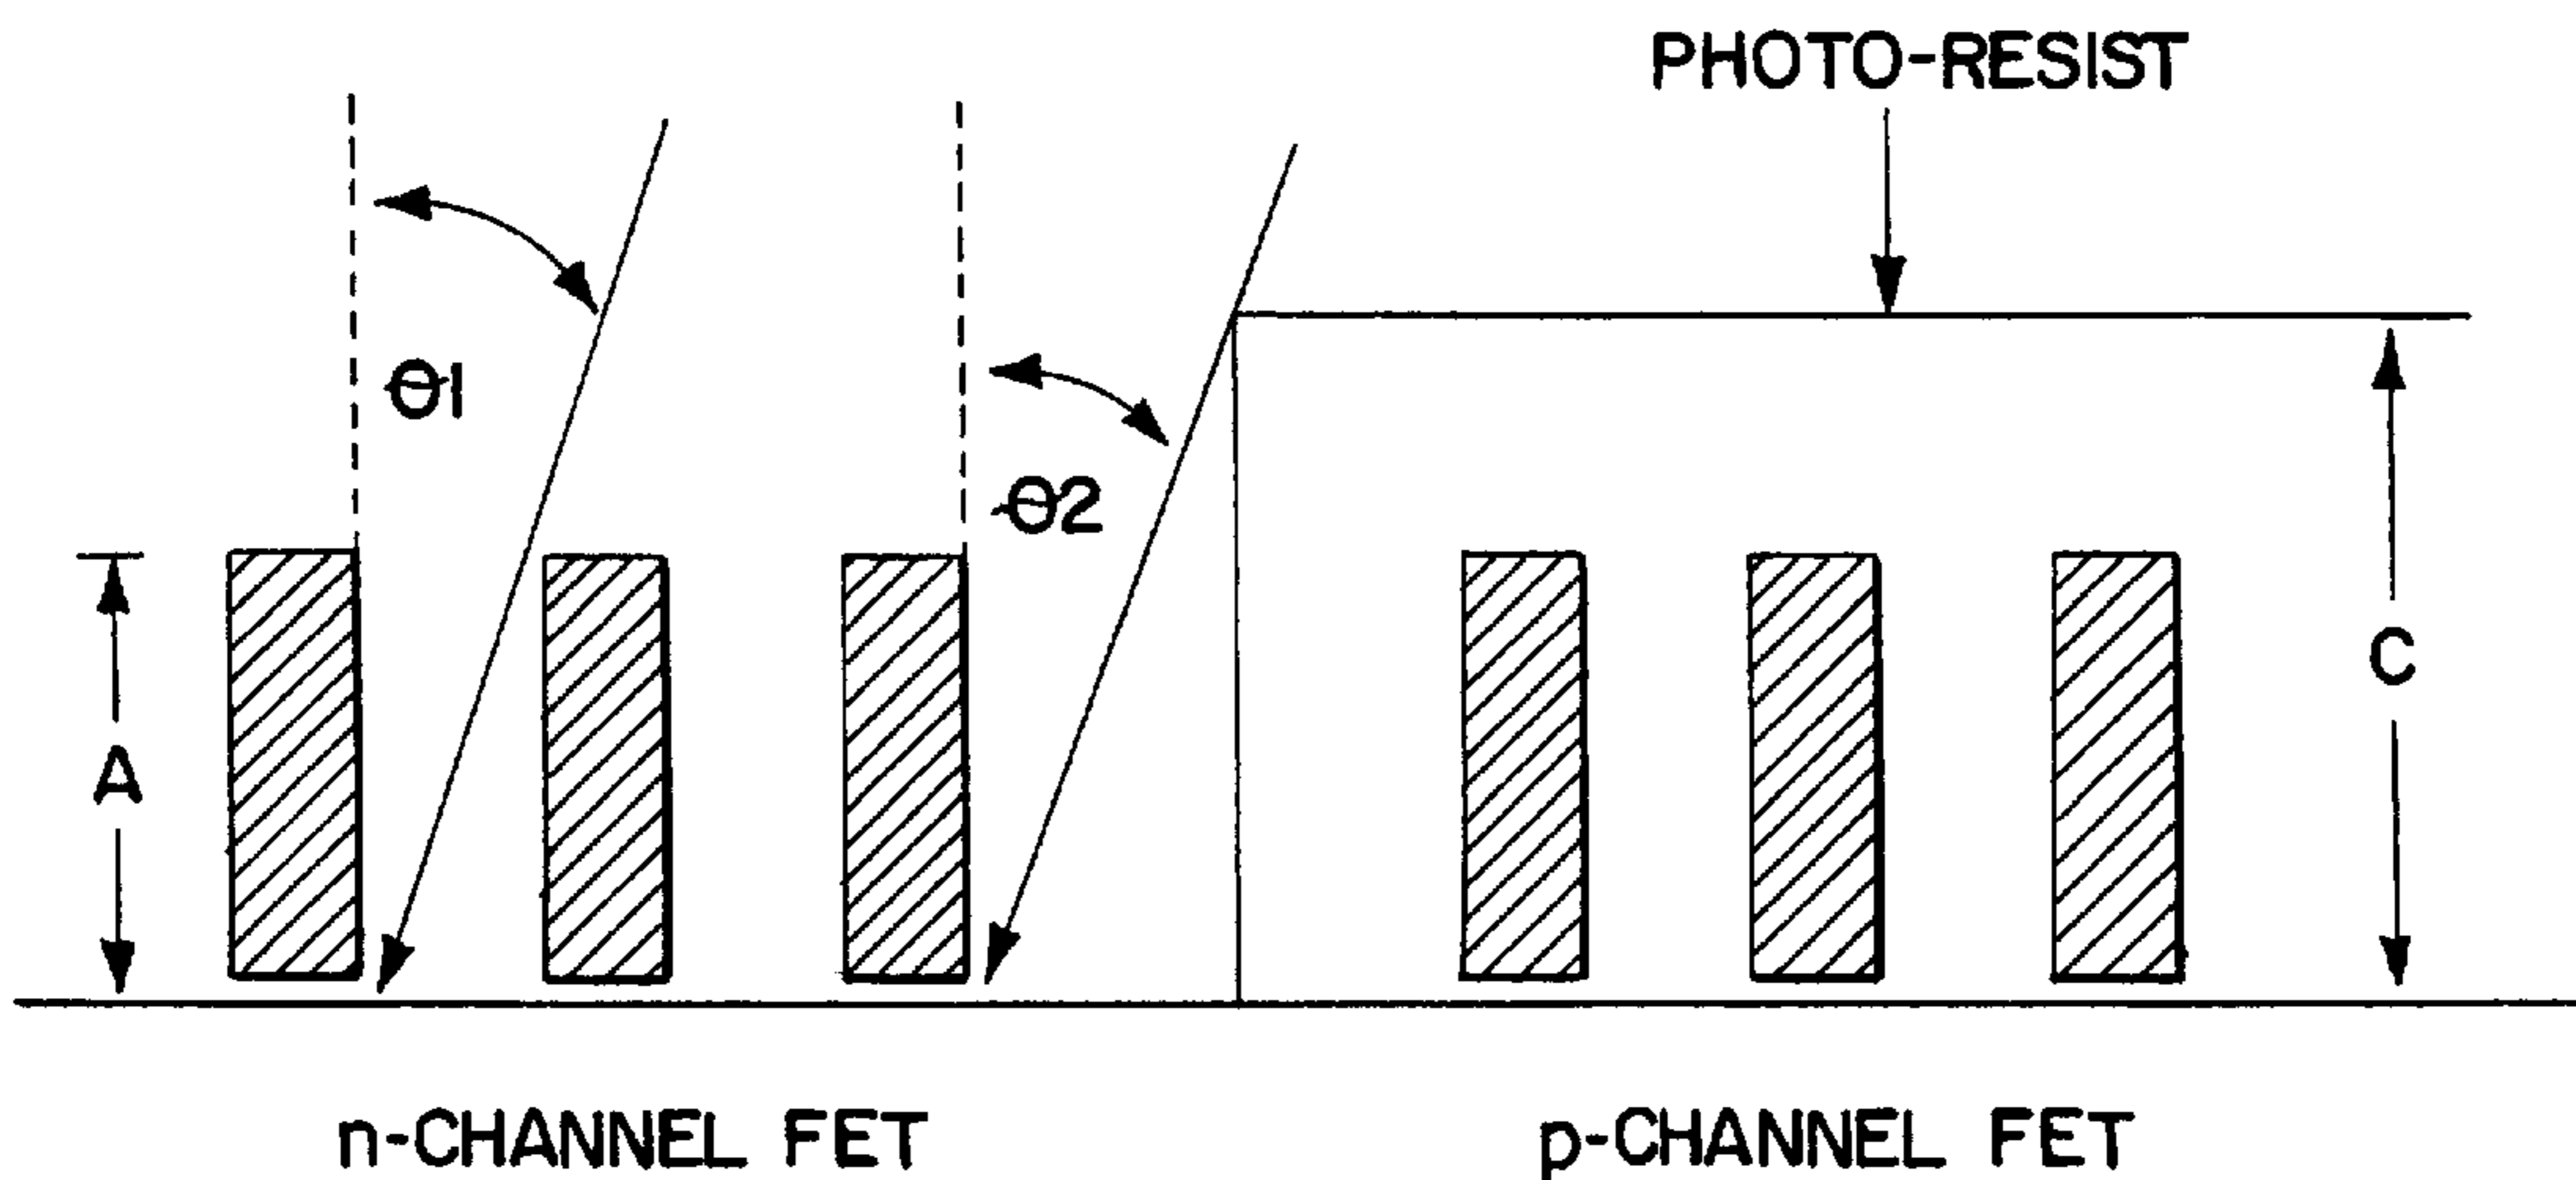 PHOTO-RESIST
θ1
θ2
A
C
n-CHANNEL FET
p-CHANNEL FET